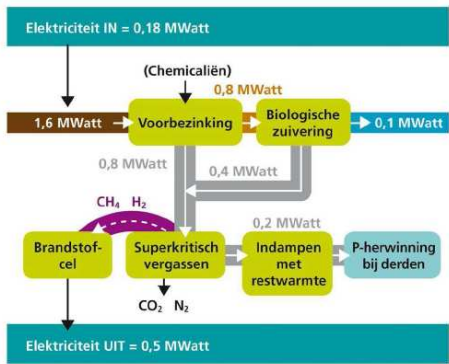 Elektriciteit IN = 0,18 MWatt
(Chemicaliën)
0,8 MWatt
1,6 MWatt
Voorbezinking
Biologische
zuivering
0,1 MWatt
0,8 MWatt
0,4 MWatt
CH₄ H₂
0,2 MWatt
Brandstof-
cel
Superkritisch
vergassen
Indampen
met
restwarmte
P-herwinning
bij derden
CO₂ N₂
Elektriciteit UIT = 0,5 MWatt